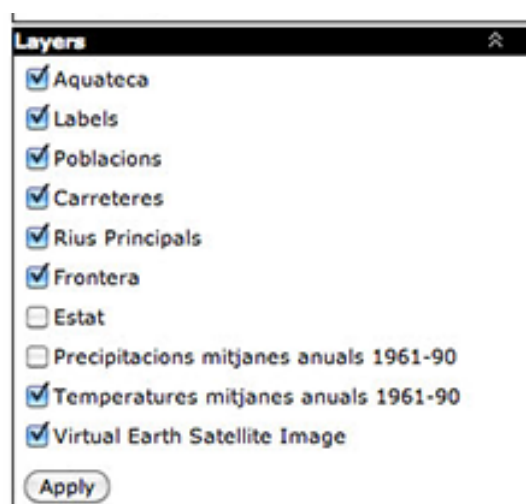 Layers
Aquateca
Labels
Poblacions
Carreteres
Rius Principals
Frontera
Estat
Precipitacions mitjanes anuals 1961-90
Temperatures mitjanes anuals 1961-90
Virtual Earth Satellite Image
Apply